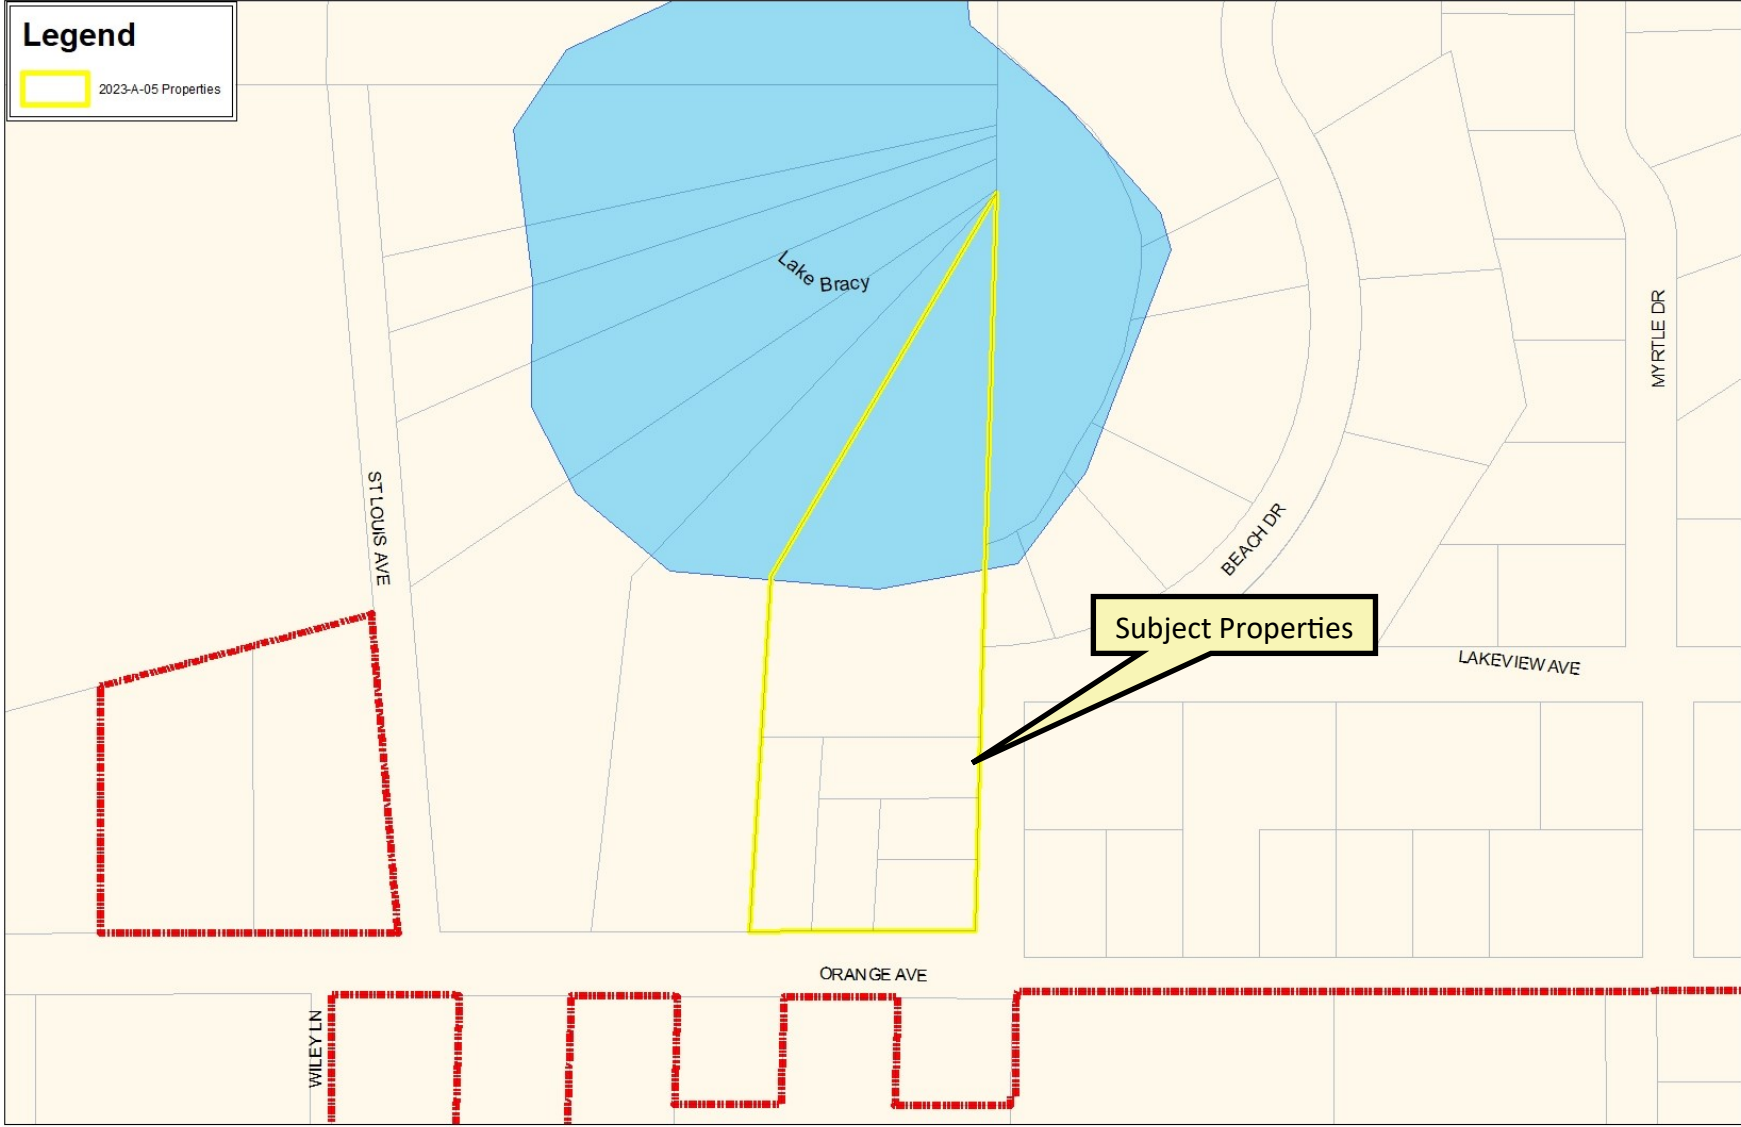 Legend
2023-A-05 Properties
Lake Bracy
ST LOUIS AVE
BEACH DR
MYRTLE DR
Subject Properties
LAKEVIEW AVE
ORANGE AVE
WILEY LN